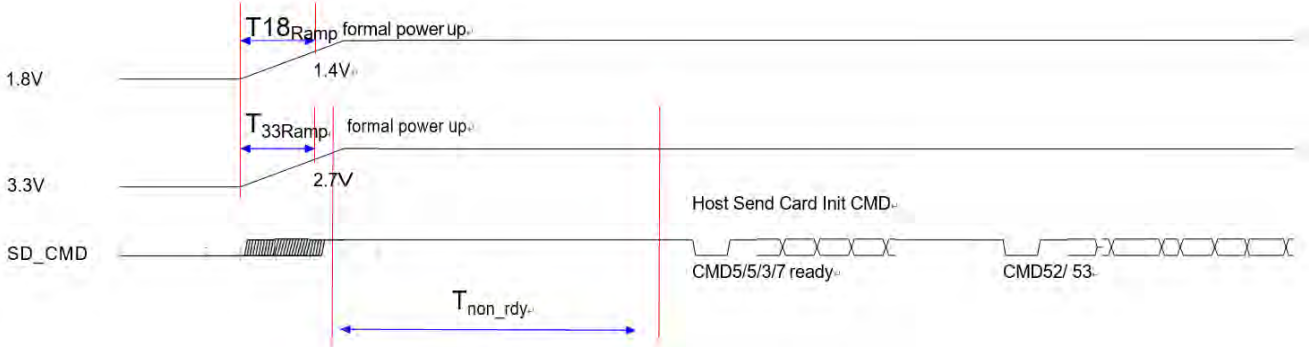 T18Ramp formal power up
1.8V
1.4V
T33Ramp formal power up
3.3V
2.7V
Host Send Card Init CMD
SD_CMD
CMD5/5/3/7 ready
CMD52/ 53
Tnon_rdy